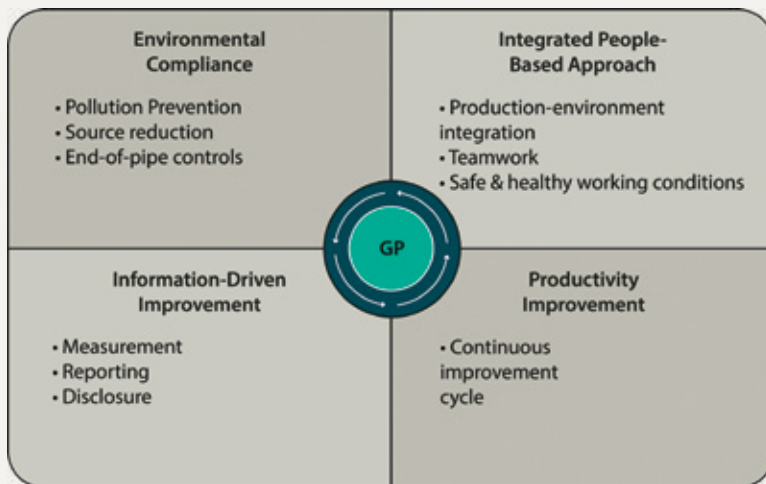 Environmental
Compliance
• Pollution Prevention
• Source reduction
• End-of-pipe controls
Integrated People-
Based Approach
• Production-environment
integration
• Teamwork
• Safe & healthy working conditions
GP
Information-Driven
Improvement
• Measurement
• Reporting
• Disclosure
Productivity
Improvement
• Continuous
improvement
cycle